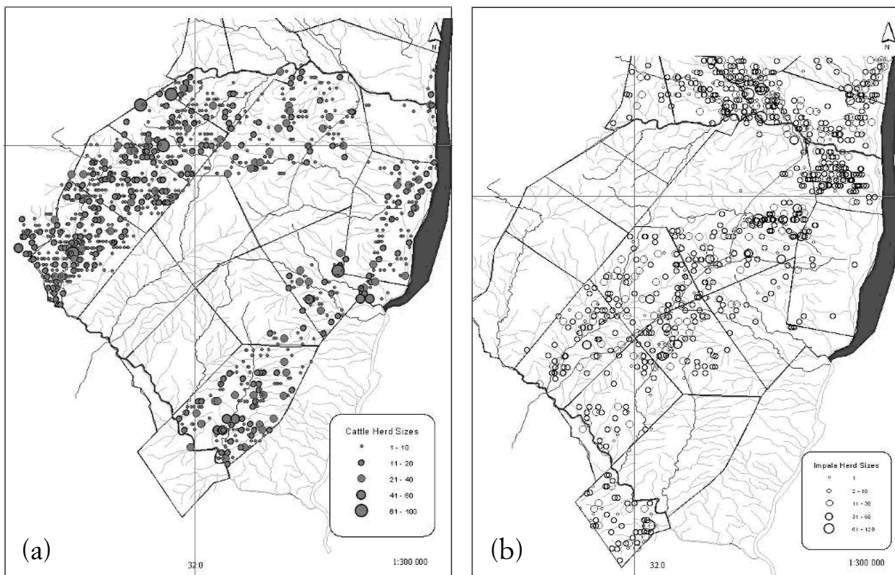 N
Cattle Herd Sizes
1 - 10
11 - 20
21 - 40
41 - 60
61 - 100
(a)
32.0
1:300 000
N
Impala Herd Sizes
1
2 - 10
11 - 30
31 - 60
61 - 120
(b)
32.0
1:300 000